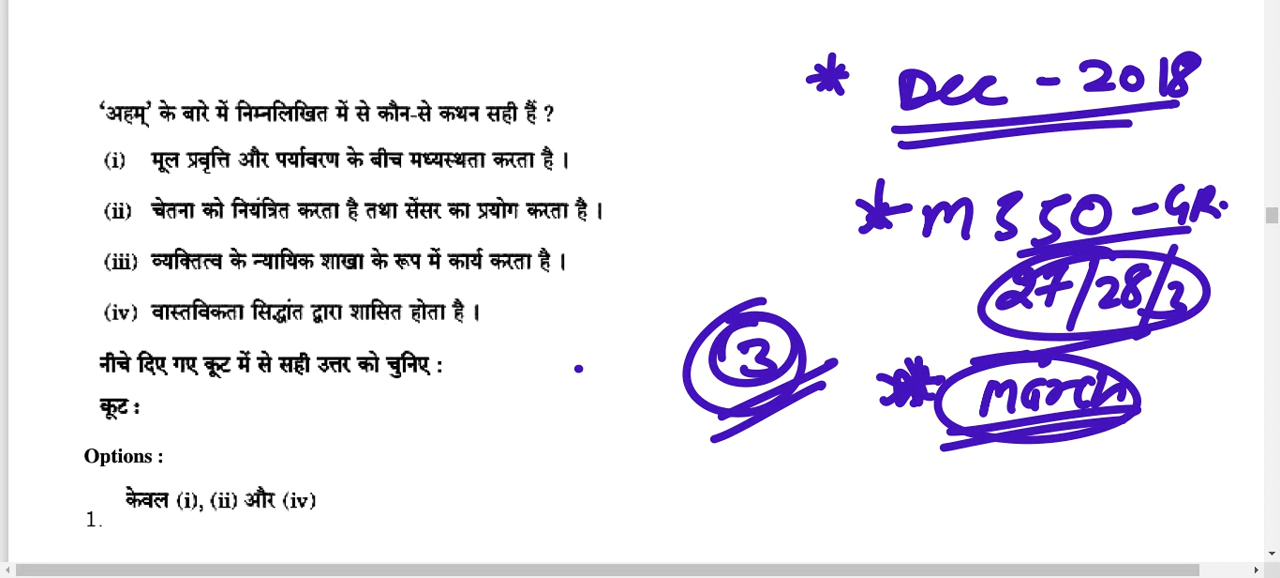 'अहम्' के बारे में निम्नलिखित में से कौन-से कथन सही हैं ?
(i) मूल प्रवृत्ति और पर्यावरण के बीच मध्यस्थता करता है ।
(ii) चेतना को नियंत्रित करता है तथा सेंसर का प्रयोग करता है ।
(iii) व्यक्तित्व के न्यायिक शाखा के रूप में कार्य करता है ।
(iv) वास्तविकता सिद्धांत द्वारा शासित होता है ।
नीचे दिए गए कूट में से सही उत्तर को चुनिए :
कूट :
Options :
केवल (i), (ii) और (iv)
1.
* Dec - 2018
* M 350 - GR.
27/28/3
3
** March